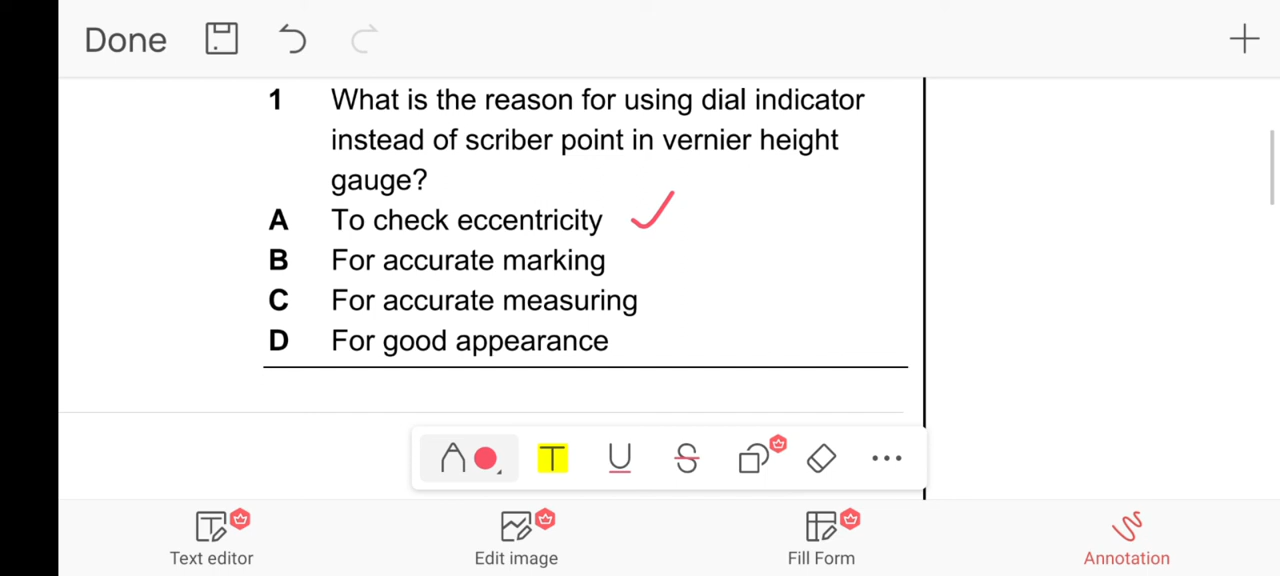 Done
1 What is the reason for using dial indicator
instead of scriber point in vernier height
gauge?
A To check eccentricity
B For accurate marking
C For accurate measuring
D For good appearance
T U S
Text editor Edit image Fill Form Annotation